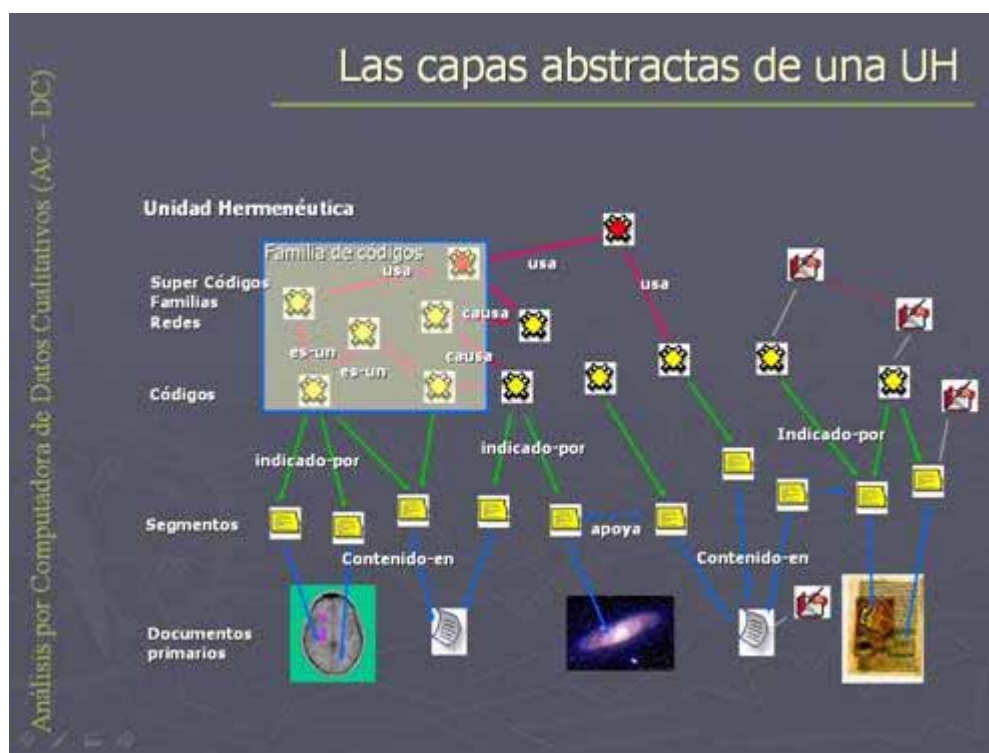 Las capas abstractas de una UH
Análisis por Computadora de Datos Cualitativos (AC – DC)
Unidad Hermenéutica
Familia de códigos
usa
usa
usa
Super Códigos
Familias
Redes
causa
es-un
causa
es-un
Códigos
indicado-por
indicado-por
Indicado-por
Segmentos
apoya
Contenido-en
Contenido-en
Documentos
primarios